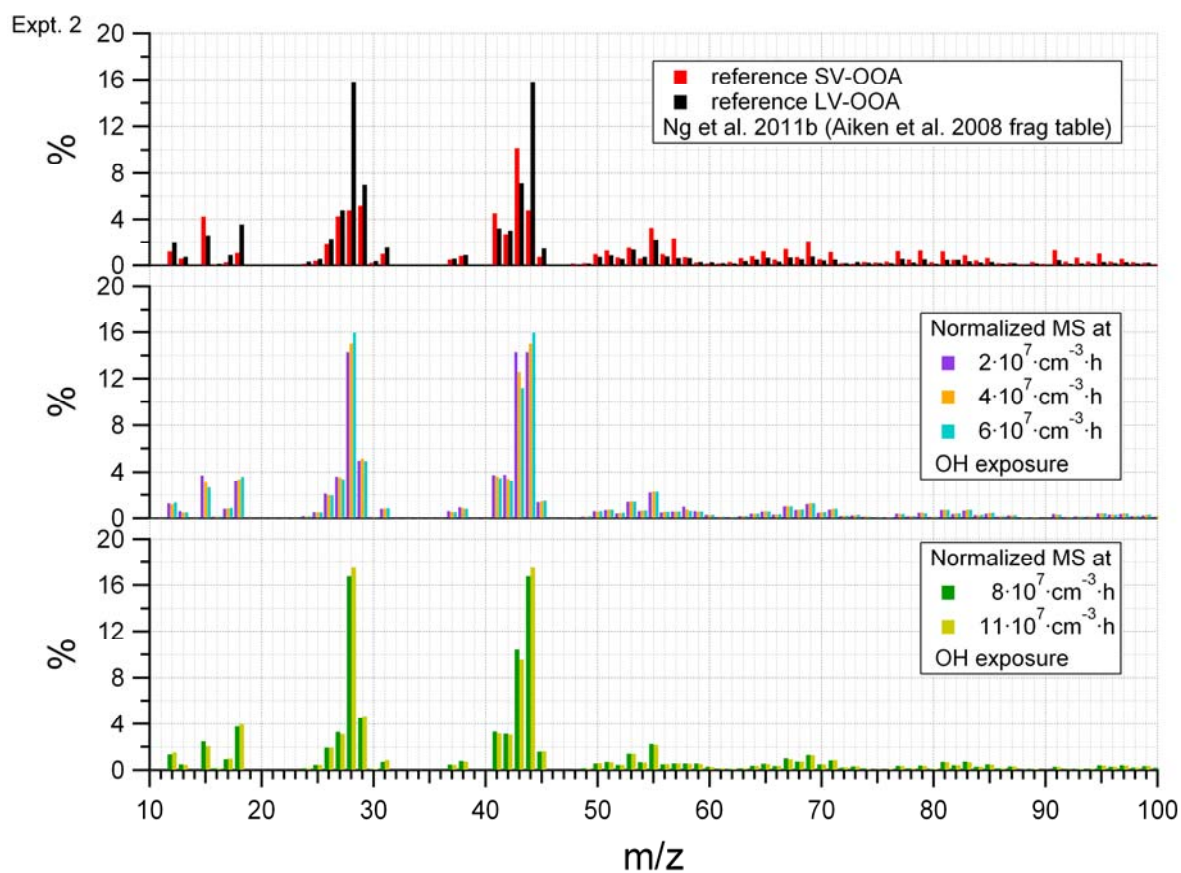 Expt. 2
20
16
12
8
4
0
%
reference SV-OOA
reference LV-OOA
Ng et al. 2011b (Aiken et al. 2008 frag table)
20
16
12
8
4
0
%
Normalized MS at
2·10⁷·cm⁻³·h
4·10⁷·cm⁻³·h
6·10⁷·cm⁻³·h
OH exposure
20
16
12
8
4
0
%
Normalized MS at
8·10⁷·cm⁻³·h
11·10⁷·cm⁻³·h
OH exposure
10 20 30 40 50 60 70 80 90 100
m/z